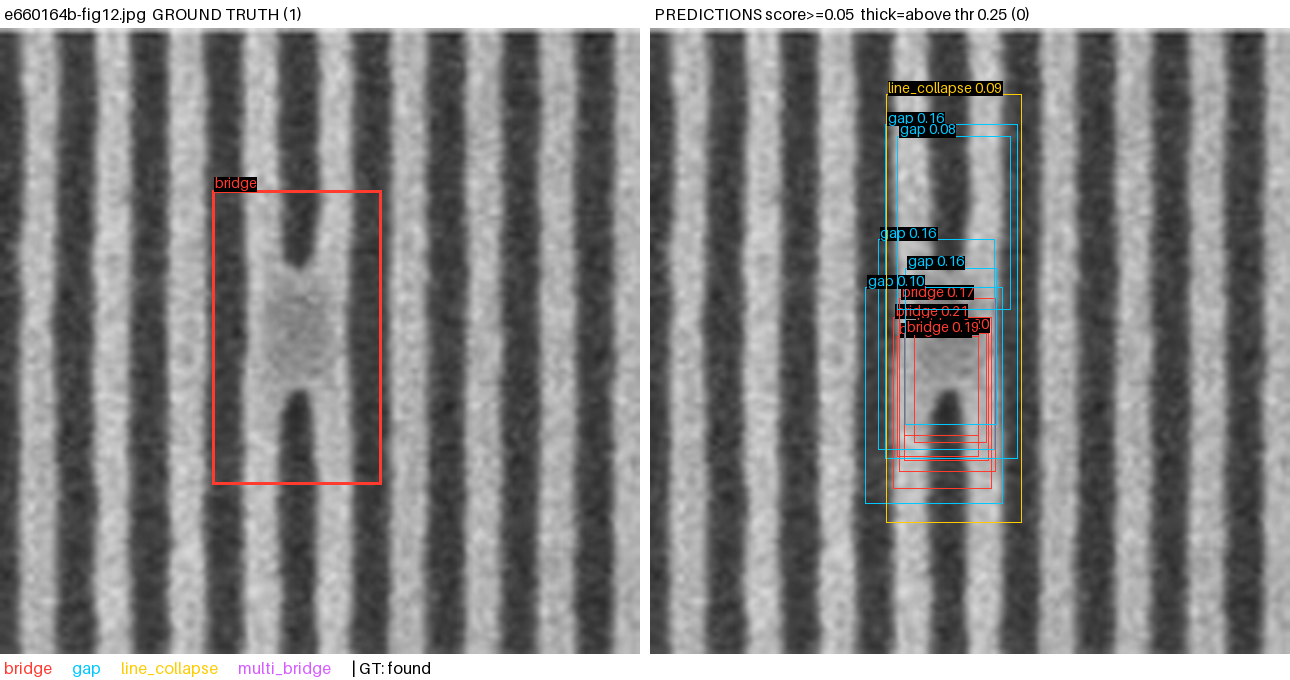 e660164b-fig12.jpg  GROUND TRUTH (1)
PREDICTIONS score>=0.05  thick=above thr 0.25 (0)
line_collapse 0.09
gap 0.16
gap 0.08
bridge
gap 0.16
gap 0.16
gap 0.10
bridge 0.17
bridge 0.21
bridge 0.19
bridge gap line_collapse multi_bridge | GT: found